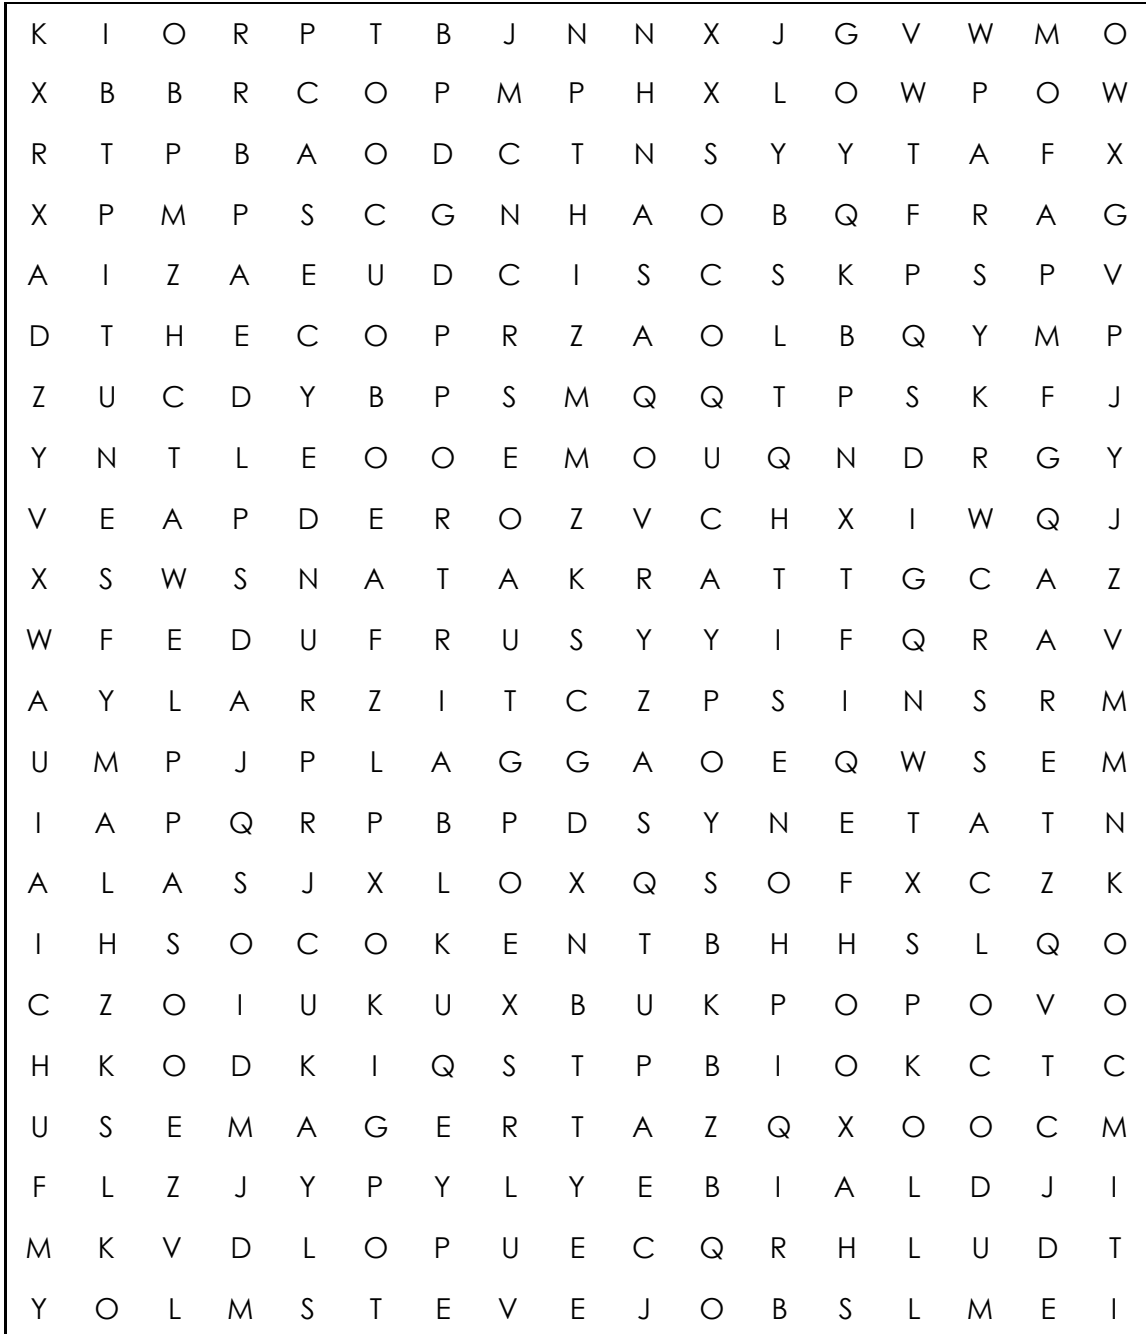 K I O R P T B J N N X J G V W M O
X B B R C O P M P H X L O W P O W
R T P B A O D C T N S Y Y T A F X
X P M P S C G N H A O B Q F R A G
A I Z A E U D C I S C S K P S P V
D T H E C O P R Z A O L B Q Y M P
Z U C D Y B P S M Q Q T P S K F J
Y N T L E O O E M O U Q N D R G Y
V E A P D E R O Z V C H X I W Q J
X S W S N A T A K R A T T G C A Z
W F E D U F R U S Y Y I F Q R A V
A Y L A R Z I T C Z P S I N S R M
U M P J P L A G G A O E Q W S E M
I A P Q R P B P D S Y N E T A T N
A L A S J X L O X Q S O F X C Z K
I H S O C O K E N T B H H S L Q O
C Z O I U K U X B U K P O P O V O
H K O D K I Q S T P B I O K C T C
U S E M A G E R T A Z Q X O O C M
F L Z J Y P Y L Y E B I A L D J I
M K V D L O P U E C Q R H L U D T
Y O L M S T E V E J O B S L M E I